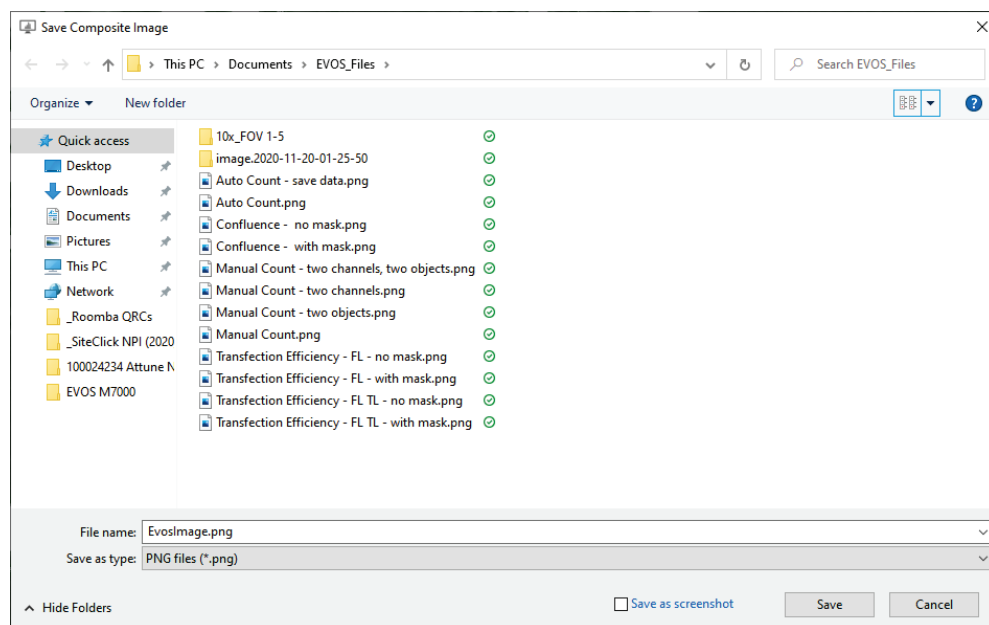 Save Composite Image
This PC > Documents > EVOS_Files >
Search EVOS_Files
Organize
New folder
Quick access
Desktop
Downloads
Documents
Pictures
This PC
Network
_Roomba QRCs
_SiteClick NPI (2020
100024234 Attune N
EVOS M7000
10x_FOV 1-5
image.2020-11-20-01-25-50
Auto Count - save data.png
Auto Count.png
Confluence -  no mask.png
Confluence -  with mask.png
Manual Count - two channels, two objects.png
Manual Count - two channels.png
Manual Count - two objects.png
Manual Count.png
Transfection Efficiency - FL - no mask.png
Transfection Efficiency - FL - with mask.png
Transfection Efficiency - FL TL - no mask.png
Transfection Efficiency - FL TL - with mask.png
File name: EvosImage.png
Save as type: PNG files (*.png)
Hide Folders
Save as screenshot
Save
Cancel